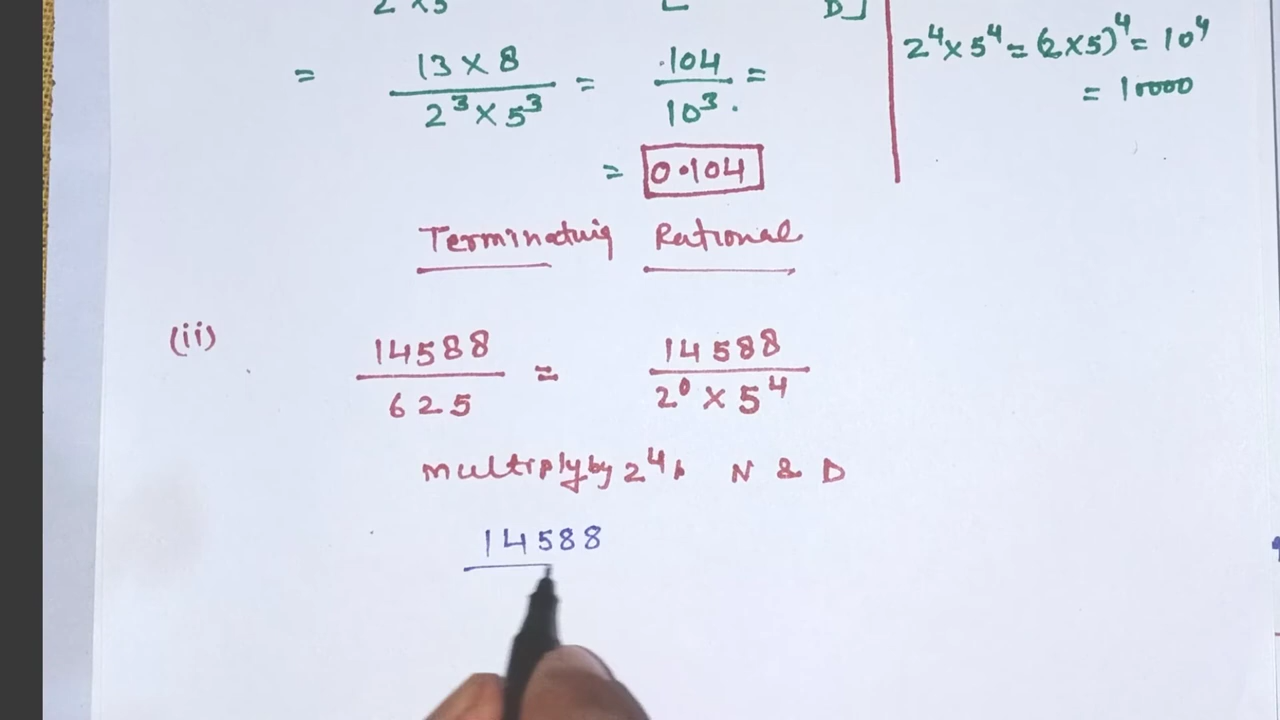 = 13 × 8 / 2³ × 5³ = .104 / 10³. =
= 0.104
Terminating Rational
(ii) 14588 / 625 = 14588 / 2⁰ × 5⁴
multiply by 2⁴ N & D
14588
2⁴ × 5⁴ = (2 × 5)⁴ = 10⁴
= 10000